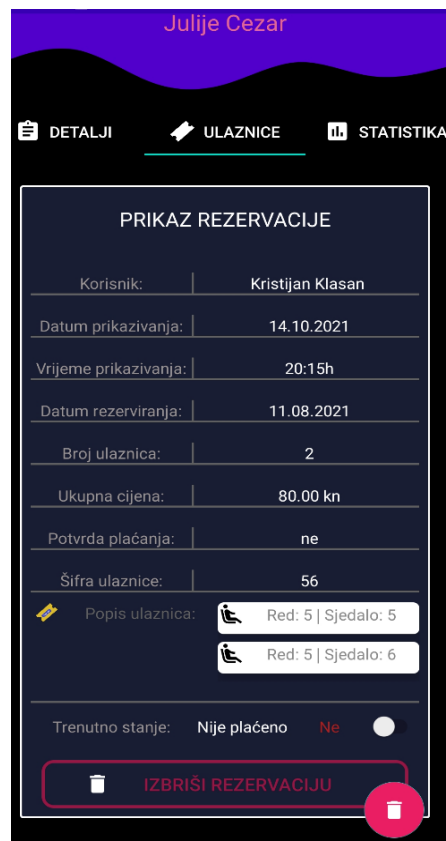 Julije Cezar
DETALJI ULAZNICE STATISTIKA
PRIKAZ REZERVACIJE
Korisnik: Kristijan Klasan
Datum prikazivanja: 14.10.2021
Vrijeme prikazivanja: 20:15h
Datum rezerviranja: 11.08.2021
Broj ulaznica: 2
Ukupna cijena: 80.00 kn
Potvrda plaćanja: ne
Šifra ulaznice: 56
Popis ulaznica: Red: 5 | Sjedalo: 5
Red: 5 | Sjedalo: 6
Trenutno stanje: Nije plaćeno Ne
IZBRIŠI REZERVACIJU